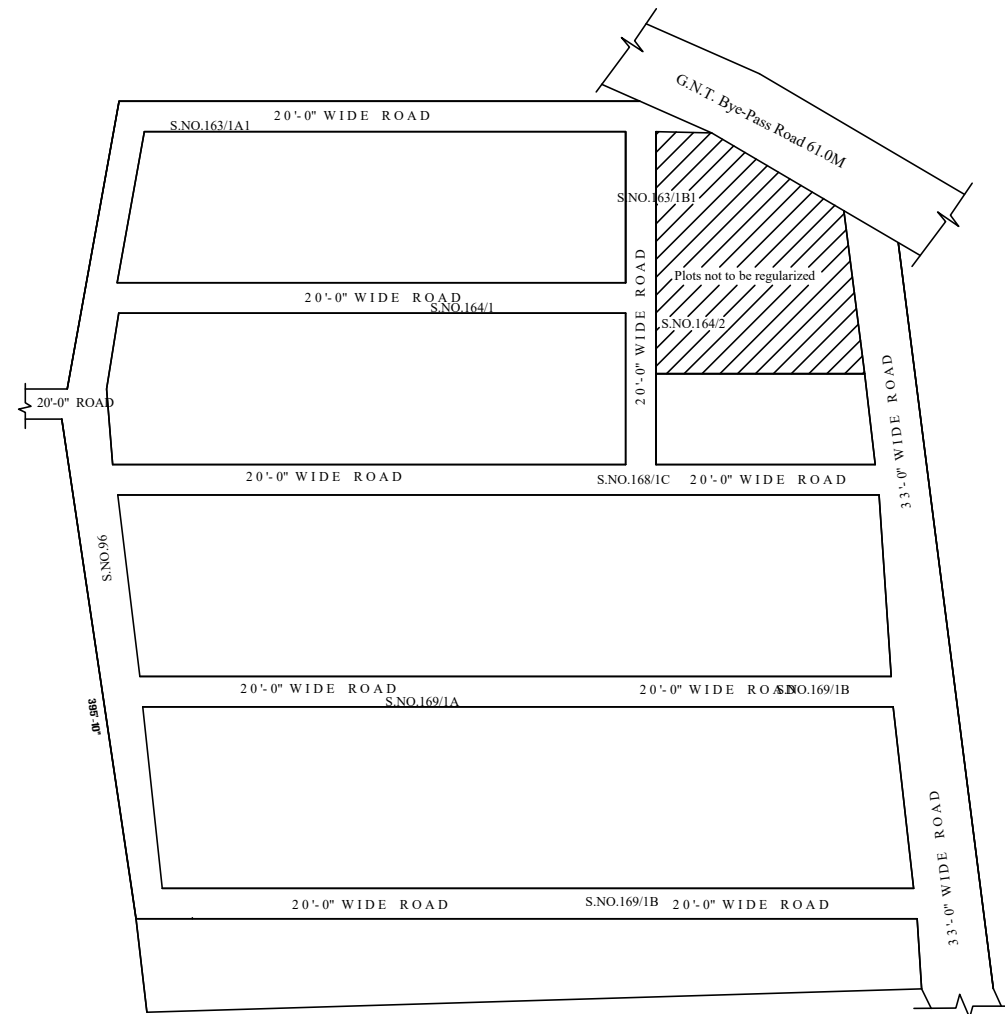 G.N.T. Bye-Pass Road 61.0M
20'-0" WIDE ROAD
S.NO.163/1A1
S.NO.163/1B1
Plots not to be regularized
20'-0" WIDE ROAD
20'-0" WIDE ROAD
S.NO.164/1
S.NO.164/2
33'-0" WIDE ROAD
20'-0" ROAD
20'-0" WIDE ROAD
S.NO.168/1C
20'-0" WIDE ROAD
S.NO.96
20'-0" WIDE ROAD
20'-0" WIDE ROAD
S.NO.169/1B
S.NO.169/1A
395'-10"
33'-0" WIDE ROAD
20'-0" WIDE ROAD
S.NO.169/1B
20'-0" WIDE ROAD